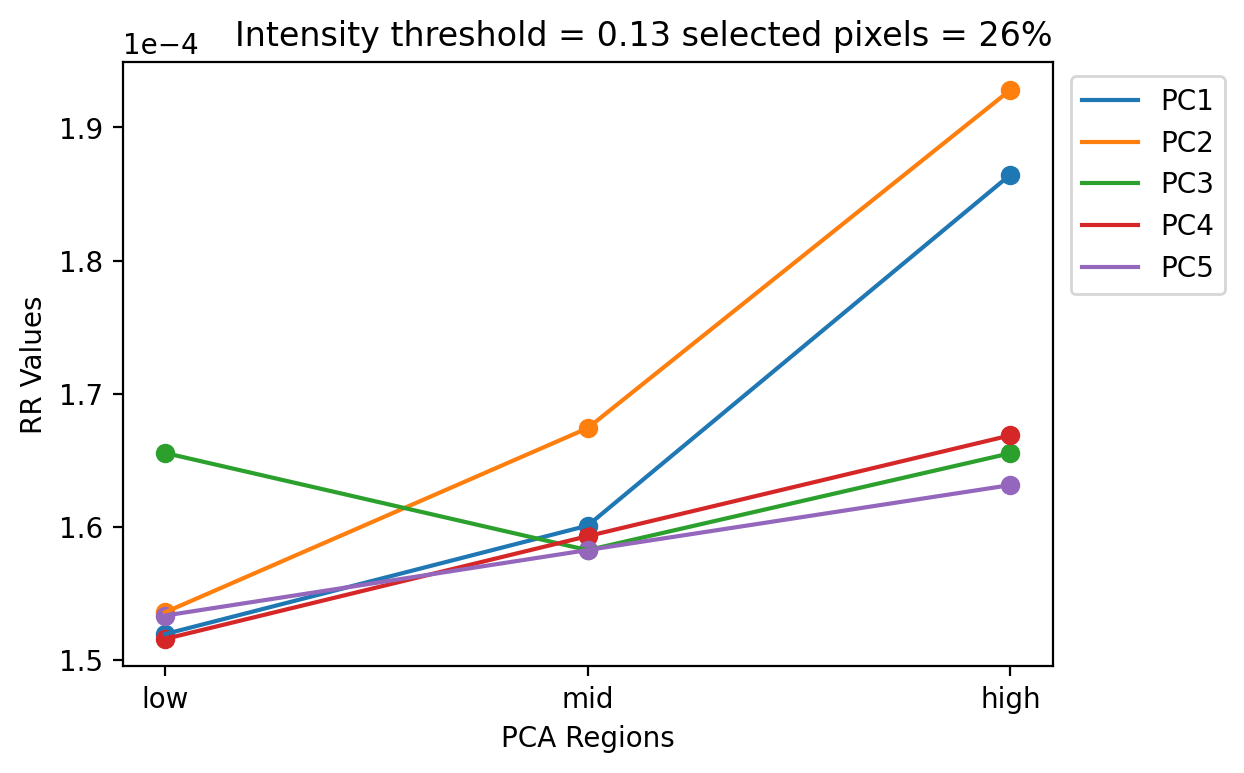 Intensity threshold = 0.13 selected pixels = 26%
1e−4
1.9
1.8
1.7
1.6
1.5
RR Values
low mid high
PCA Regions
PC1
PC2
PC3
PC4
PC5